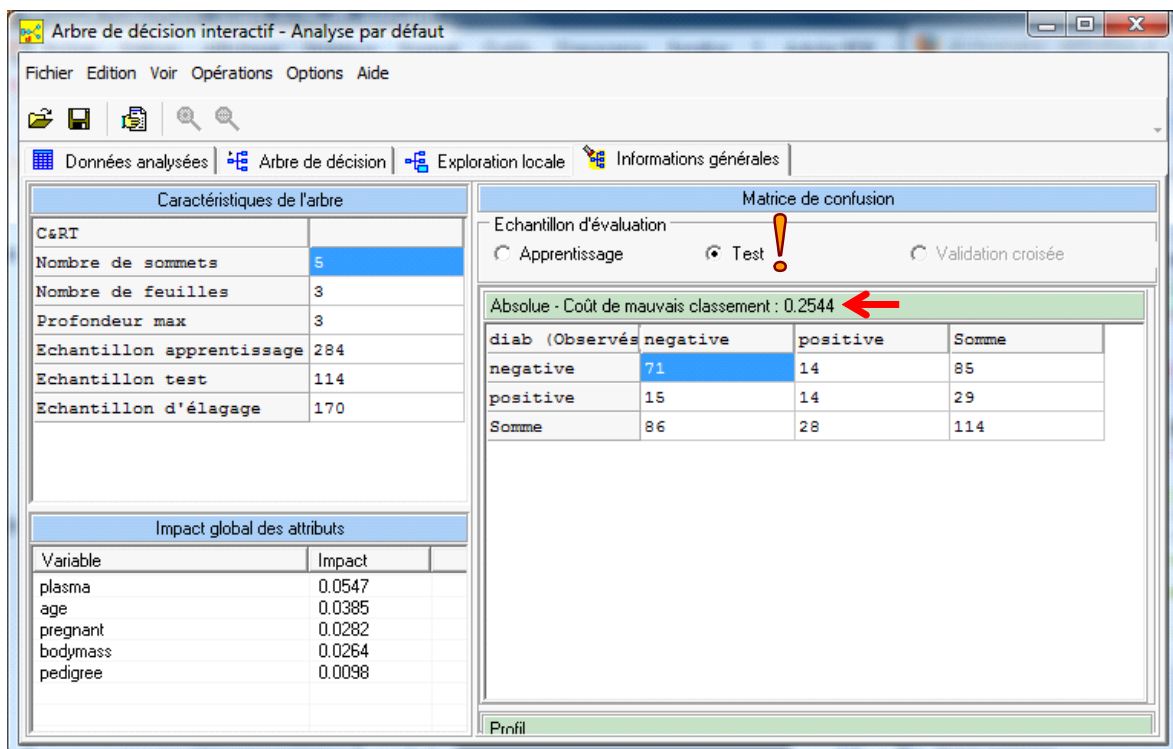 Arbre de décision interactif - Analyse par défaut
Fichier Edition Voir Opérations Options Aide
Données analysées Arbre de décision Exploration locale Informations générales
Caractéristiques de l'arbre
C&RT
Nombre de sommets 5
Nombre de feuilles 3
Profondeur max 3
Echantillon apprentissage 284
Echantillon test 114
Echantillon d'élagage 170
Impact global des attributs
Variable Impact
plasma 0.0547
age 0.0385
pregnant 0.0282
bodymass 0.0264
pedigree 0.0098
Matrice de confusion
Echantillon d'évaluation
Apprentissage Test ! Validation croisée
Absolue - Coût de mauvais classement : 0.2544
diab (Observés negative positive Somme
negative 71 14 85
positive 15 14 29
Somme 86 28 114
Profil